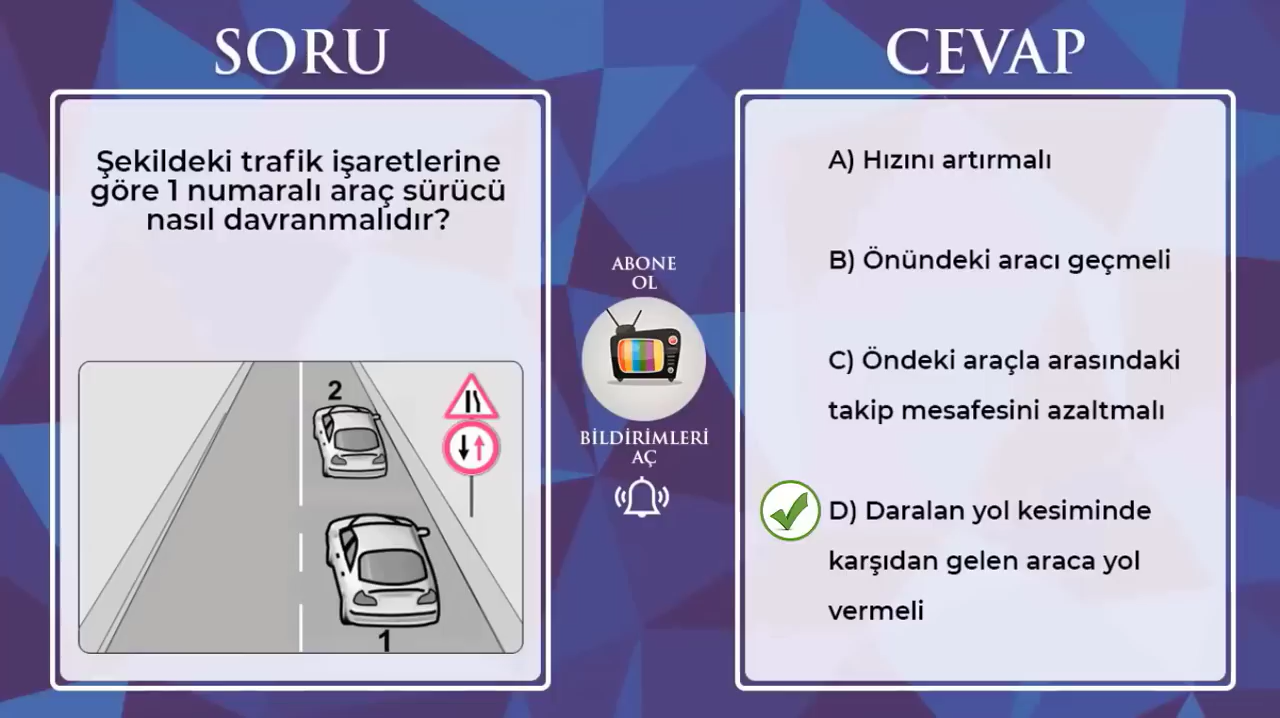 SORU
Şekildeki trafik işaretlerine
göre 1 numaralı araç sürücü
nasıl davranmalıdır?
2
1
ABONE
OL
BİLDİRİMLERİ
AÇ
CEVAP
A) Hızını artırmalı
B) Önündeki aracı geçmeli
C) Öndeki araçla arasındaki
takip mesafesini azaltmalı
D) Daralan yol kesiminde
karşıdan gelen araca yol
vermeli